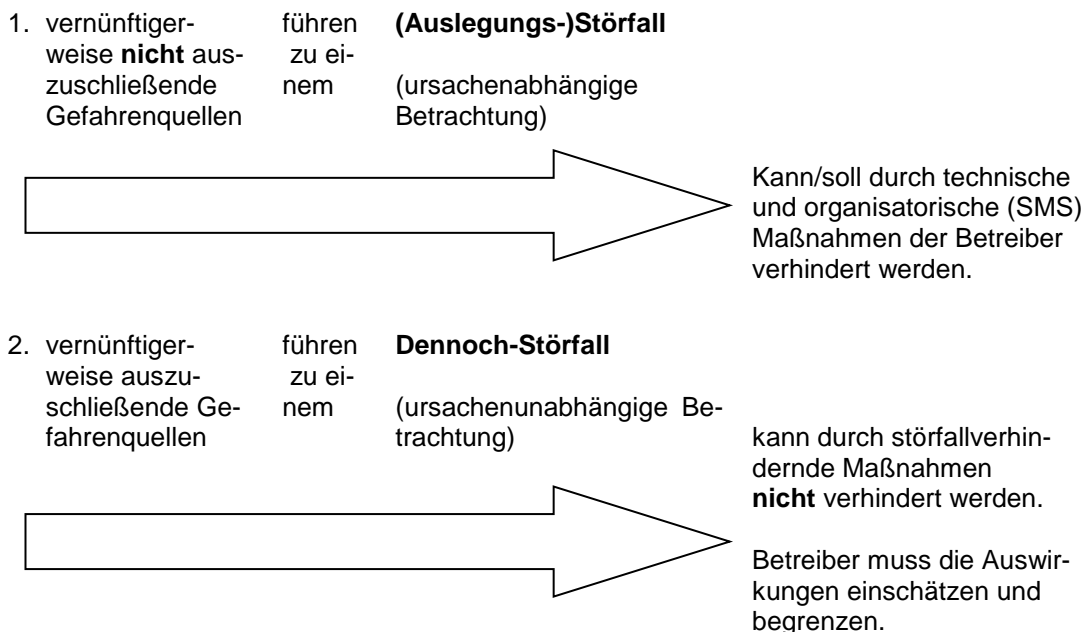 1. vernünftiger- führen (Auslegungs-)Störfall
weise nicht aus- zu ei-
zuschließende nem (ursachenabhängige
Gefahrenquellen Betrachtung)
Kann/soll durch technische
und organisatorische (SMS)
Maßnahmen der Betreiber
verhindert werden.
2. vernünftiger- führen Dennoch-Störfall
weise auszu- zu ei-
schließende Ge- nem (ursachenunabhängige Be-
fahrenquellen trachtung)
kann durch störfallverhin-
dernde Maßnahmen
nicht verhindert werden.
Betreiber muss die Auswir-
kungen einschätzen und
begrenzen.